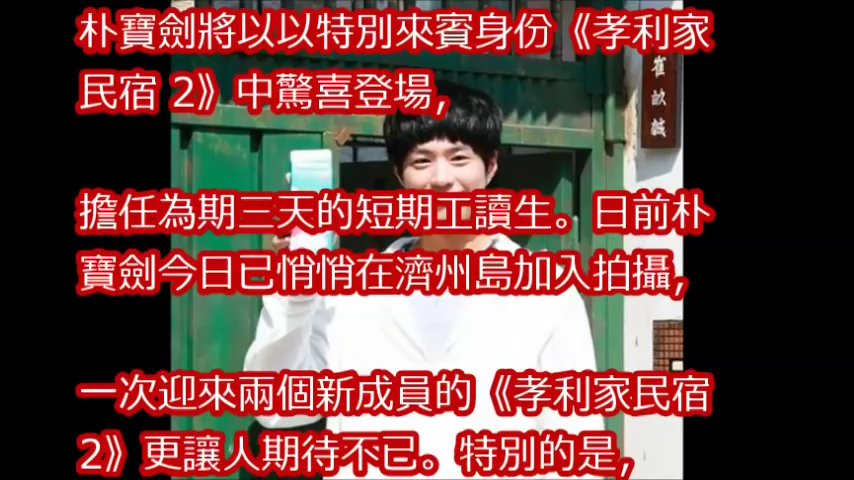 朴寶劍將以以特別來賓身份《孝利家
民宿 2》中驚喜登場,
擔任為期三天的短期工讀生。日前朴
寶劍今日已悄悄在濟州島加入拍攝,
一次迎來兩個新成員的《孝利家民宿
2》更讓人期待不已。特別的是,